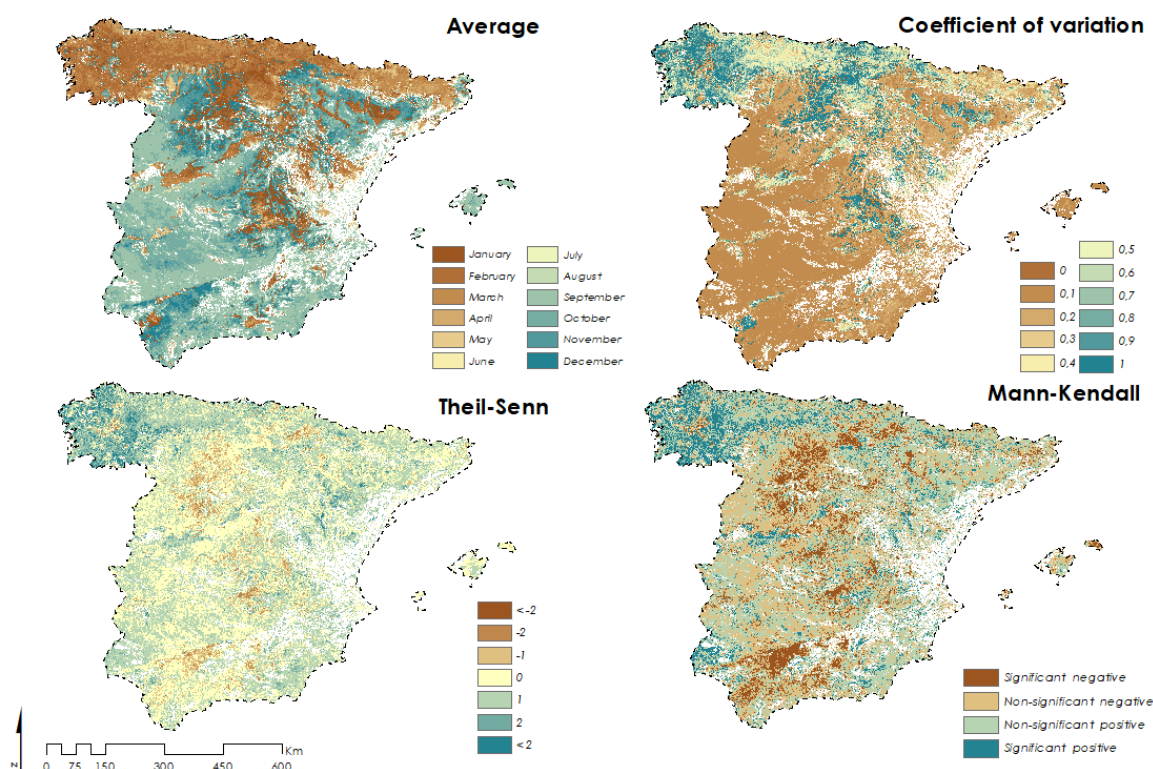 Average
January
February
March
April
May
June
July
August
September
October
November
December
Coefficient of variation
0
0,1
0,2
0,3
0,4
0,5
0,6
0,7
0,8
0,9
1
Theil-Senn
<-2
-2
-1
0
1
2
<2
Mann-Kendall
Significant negative
Non-significant negative
Non-significant positive
Significant positive
Z
0 75 150 300 450 600
Km